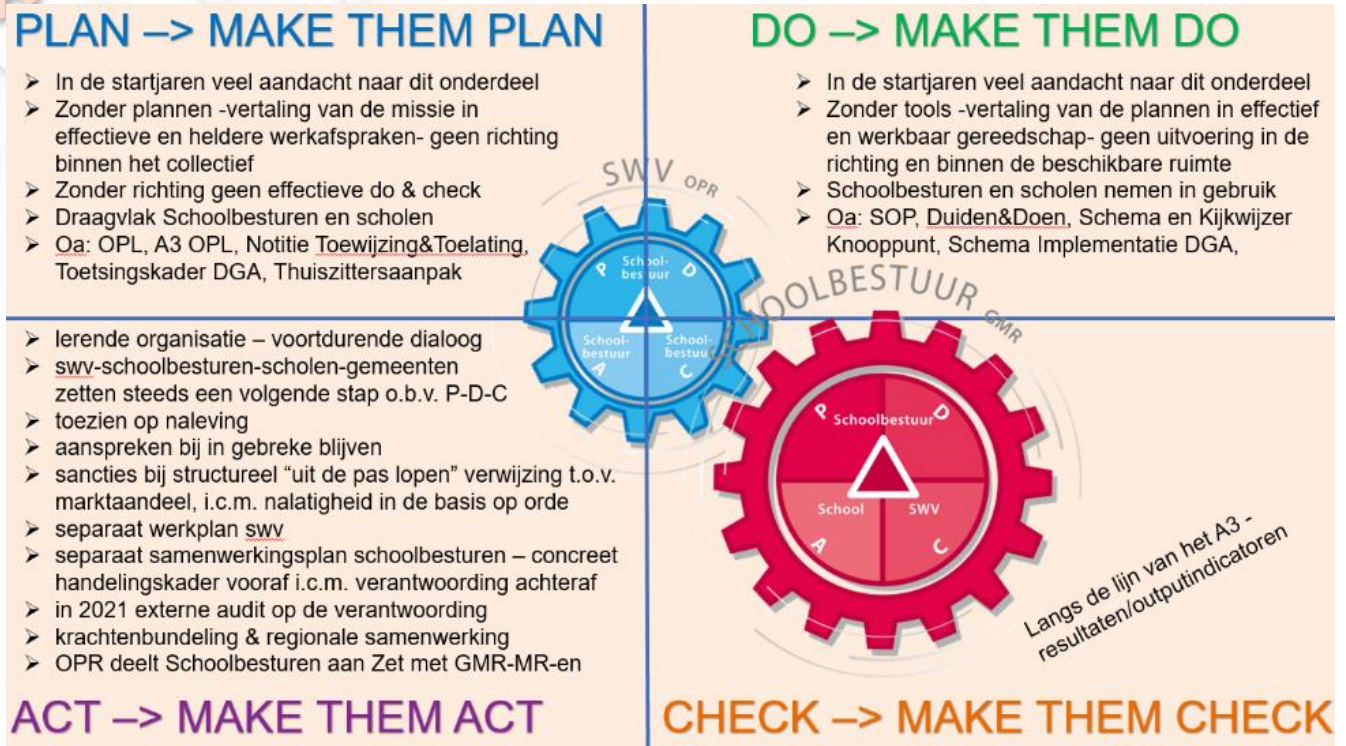 PLAN –> MAKE THEM PLAN
➢ In de startjaren veel aandacht naar dit onderdeel
➢ Zonder plannen -vertaling van de missie in
effectieve en heldere werkafspraken- geen richting
binnen het collectief
➢ Zonder richting geen effectieve do & check
➢ Draagvlak Schoolbesturen en scholen
➢ Oa: OPL, A3 OPL, Notitie Toewijzing&Toelating,
Toetsingskader DGA, Thuiszittersaanpak
DO –> MAKE THEM DO
➢ In de startjaren veel aandacht naar dit onderdeel
➢ Zonder tools -vertaling van de plannen in effectief
en werkbaar gereedschap- geen uitvoering in de
richting en binnen de beschikbare ruimte
➢ Schoolbesturen en scholen nemen in gebruik
➢ Oa: SOP, Duiden&Doen, Schema en Kijkwijzer
Knooppunt, Schema Implementatie DGA,
SWV OPR
P D
School-
bestuur
School-
bestuur
School-
bestuur
A C
SCHOOLBESTUUR GMR
P D
Schoolbestuur
School SWV
A C
➢ lerende organisatie – voortdurende dialoog
➢ swv-schoolbesturen-scholen-gemeenten
zetten steeds een volgende stap o.b.v. P-D-C
➢ toezien op naleving
➢ aanspreken bij in gebreke blijven
➢ sancties bij structureel “uit de pas lopen” verwijzing t.o.v.
marktaandeel, i.c.m. nalatigheid in de basis op orde
➢ separaat werkplan swv
➢ separaat samenwerkingsplan schoolbesturen – concreet
handelingskader vooraf i.c.m. verantwoording achteraf
➢ in 2021 externe audit op de verantwoording
➢ krachtenbundeling & regionale samenwerking
➢ OPR deelt Schoolbesturen aan Zet met GMR-MR-en
ACT –> MAKE THEM ACT
Langs de lijn van het A3 -
resultaten/outputindicatoren
CHECK –> MAKE THEM CHECK